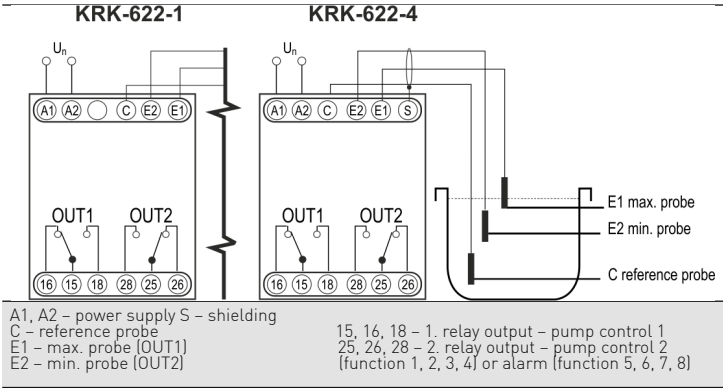 KRK-622-1 KRK-622-4
Un Un
A1 A2 C E2 E1 A1 A2 C E2 E1 S
E1 max. probe
OUT1 OUT2 OUT1 OUT2
E2 min. probe
C reference probe
16 15 18 28 25 26 16 15 18 28 25 26
A1, A2 – power supply S – shielding
C – reference probe 15, 16, 18 – 1. relay output – pump control 1
E1 – max. probe (OUT1) 25, 26, 28 – 2. relay output – pump control 2
E2 – min. probe (OUT2) (function 1, 2, 3, 4) or alarm (function 5, 6, 7, 8)